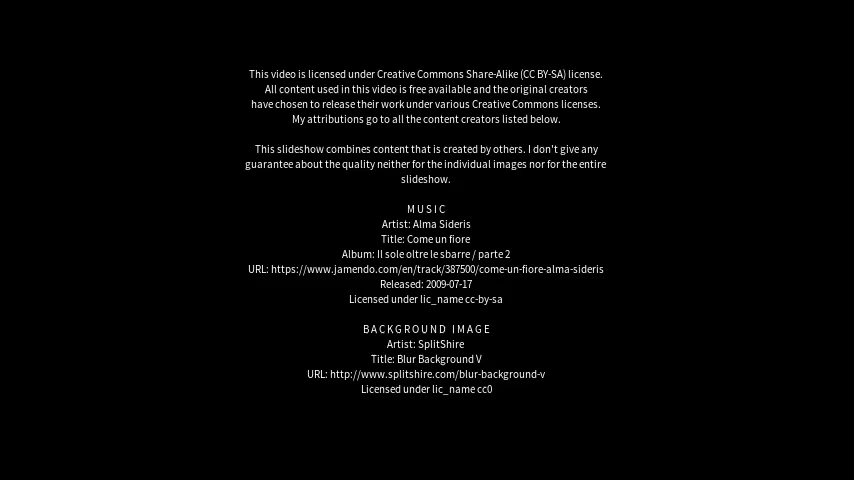 This video is licensed under Creative Commons Share-Alike (CC BY-SA) license.
All content used in this video is free available and the original creators
have chosen to release their work under various Creative Commons licenses.
My attributions go to all the content creators listed below.
This slideshow combines content that is created by others. I don't give any
guarantee about the quality neither for the individual images nor for the entire
slideshow.
MUSIC
Artist: Alma Sideris
Title: Come un fiore
Album: Il sole oltre le sbarre / parte 2
URL: https://www.jamendo.com/en/track/387500/come-un-fiore-alma-sideris
Released: 2009-07-17
Licensed under lic_name cc-by-sa
BACKGROUND IMAGE
Artist: SplitShire
Title: Blur Background V
URL: http://www.splitshire.com/blur-background-v
Licensed under lic_name cc0